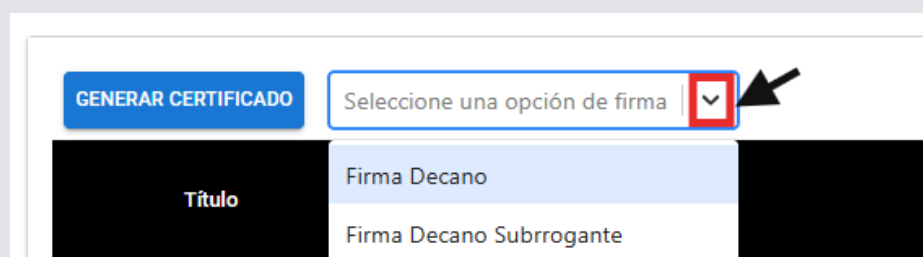 GENERAR CERTIFICADO
Seleccione una opción de firma
Firma Decano
Título
Firma Decano Subrrogante